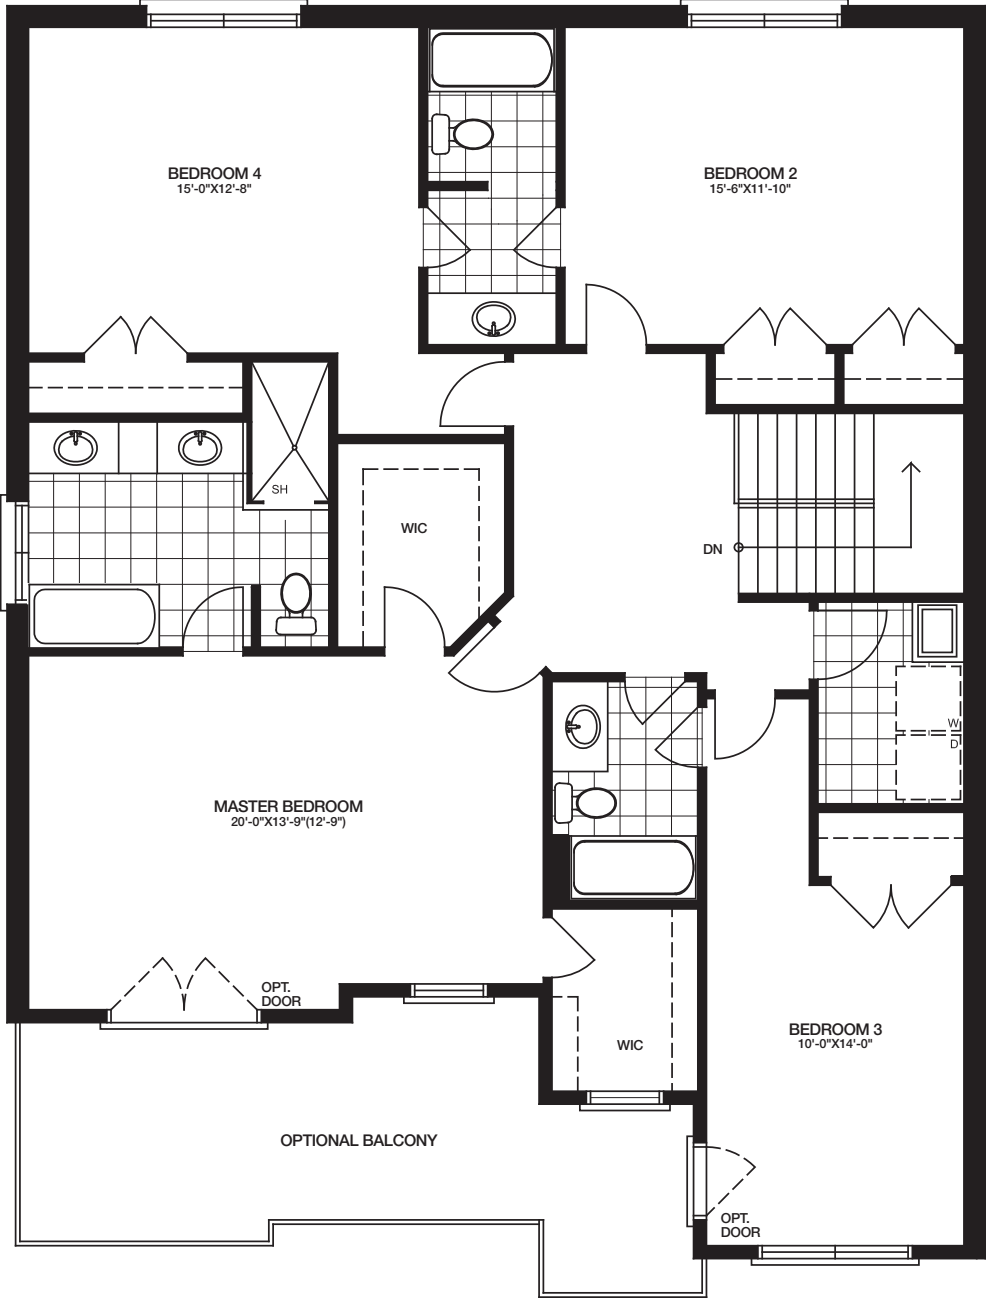 BEDROOM 4
15'-0"X12'-8"
BEDROOM 2
15'-6"X11'-10"
SH
WIC
DN
W
D
MASTER BEDROOM
20'-0"X13'-9"(12'-9")
OPT.
DOOR
WIC
BEDROOM 3
10'-0"X14'-0"
OPTIONAL BALCONY
OPT.
DOOR